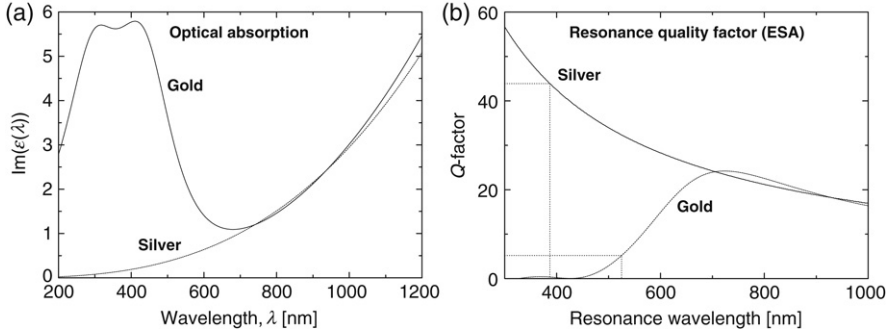 (a)
Optical absorption
Gold
Silver
Im(ε(λ))
6
5
4
3
2
1
0
200 400 600 800 1000 1200
Wavelength, λ [nm]
(b)
Resonance quality factor (ESA)
Silver
Gold
Q-factor
60
40
20
0
400 600 800 1000
Resonance wavelength [nm]